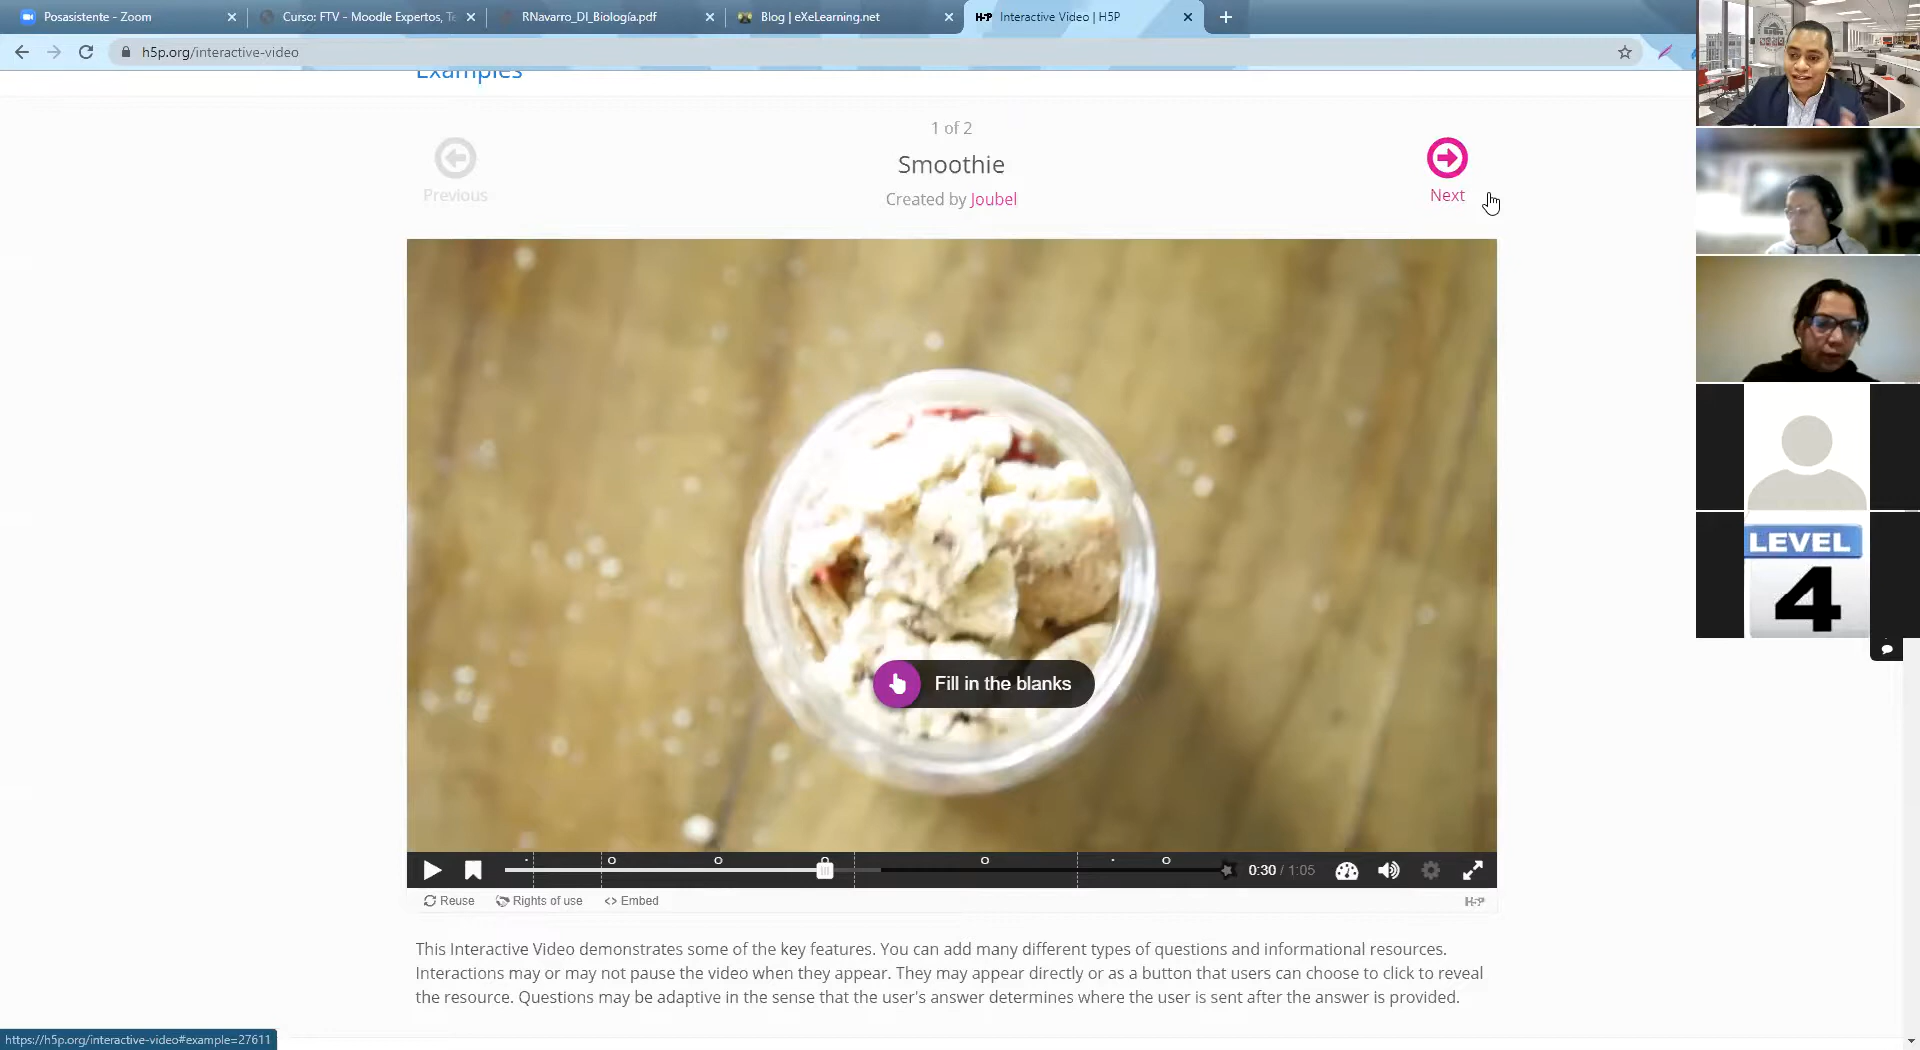 Posasistente - Zoom
Curso: FTV - Moodle Expertos, Te
RNavarro_DI_Biología.pdf
Blog | eXeLearning.net
H-P Interactive Video | H5P
h5p.org/interactive-video
Examples
1 of 2
Smoothie
Created by Joubel
Previous
Next
LEVEL
4
Fill in the blanks
0:30 / 1:05
Reuse
Rights of use
<> Embed
H-P
This Interactive Video demonstrates some of the key features. You can add many different types of questions and informational resources.
Interactions may or may not pause the video when they appear. They may appear directly or as a button that users can choose to click to reveal
the resource. Questions may be adaptive in the sense that the user's answer determines where the user is sent after the answer is provided.
https://h5p.org/interactive-video#example=27611